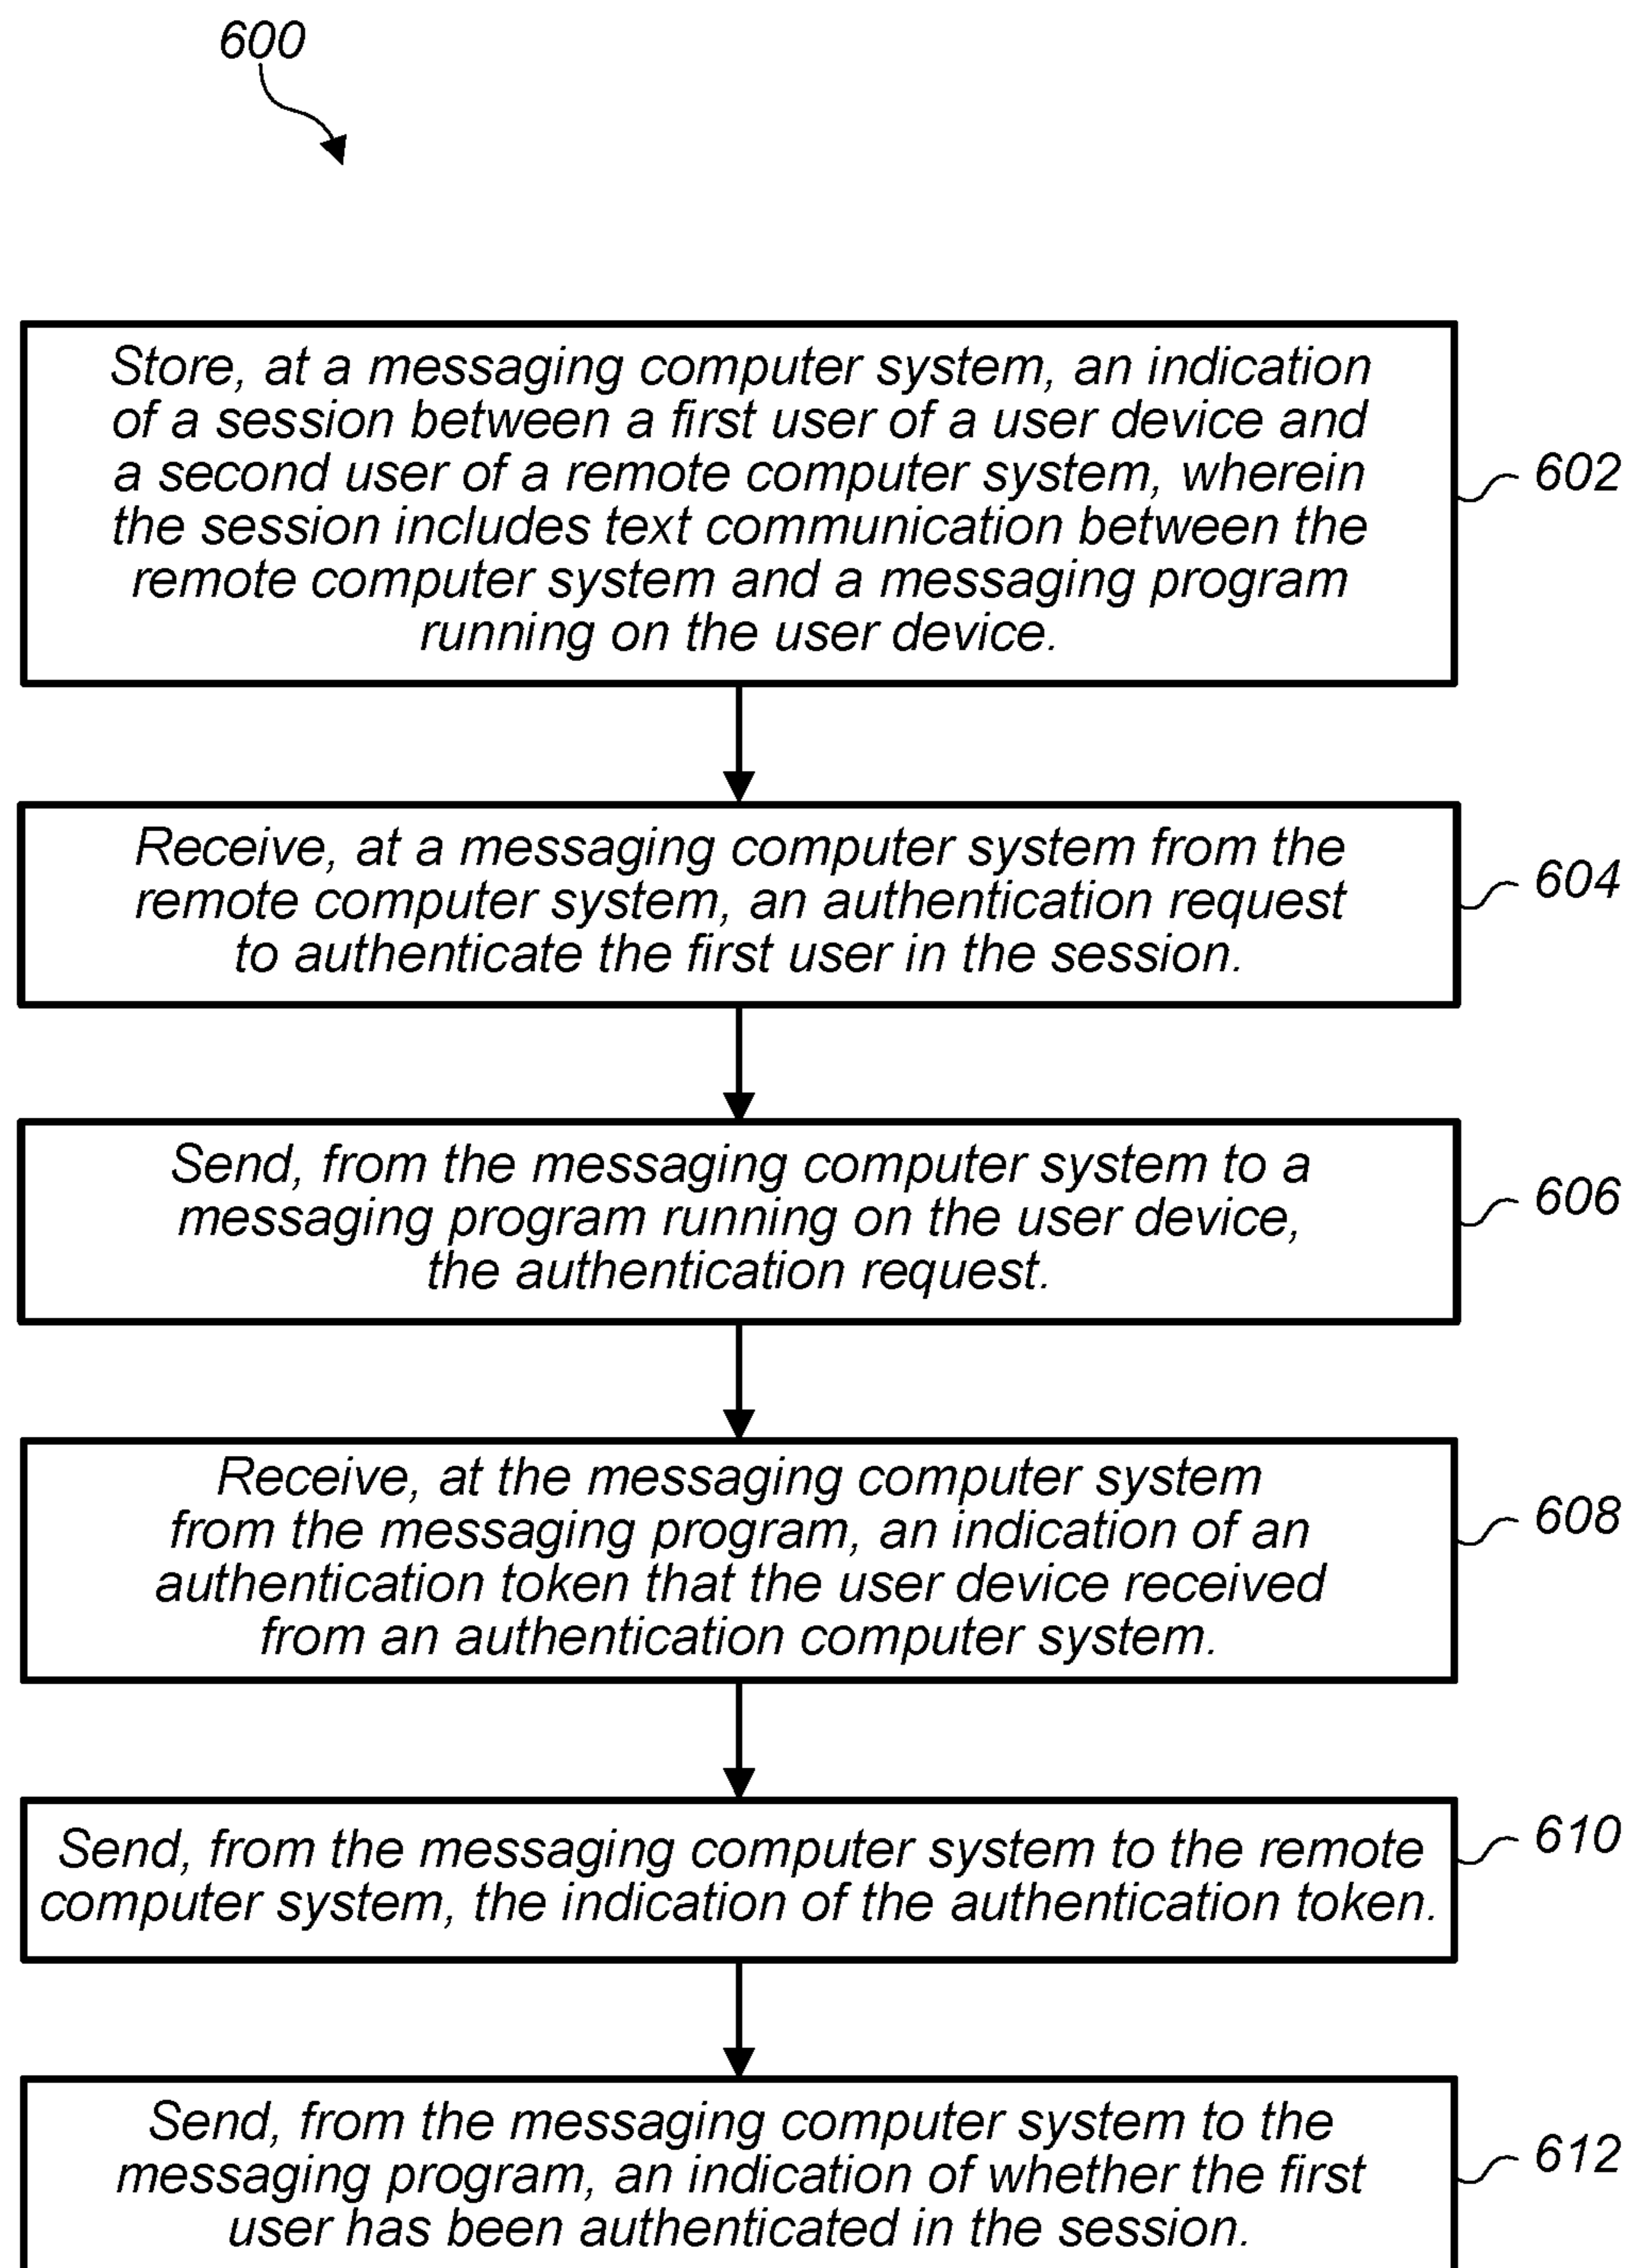 600
Store, at a messaging computer system, an indication
of a session between a first user of a user device and
a second user of a remote computer system, wherein
the session includes text communication between the
remote computer system and a messaging program
running on the user device.
602
Receive, at a messaging computer system from the
remote computer system, an authentication request
to authenticate the first user in the session.
604
Send, from the messaging computer system to a
messaging program running on the user device,
the authentication request.
606
Receive, at the messaging computer system
from the messaging program, an indication of an
authentication token that the user device received
from an authentication computer system.
608
Send, from the messaging computer system to the remote
computer system, the indication of the authentication token.
610
Send, from the messaging computer system to the
messaging program, an indication of whether the first
user has been authenticated in the session.
612